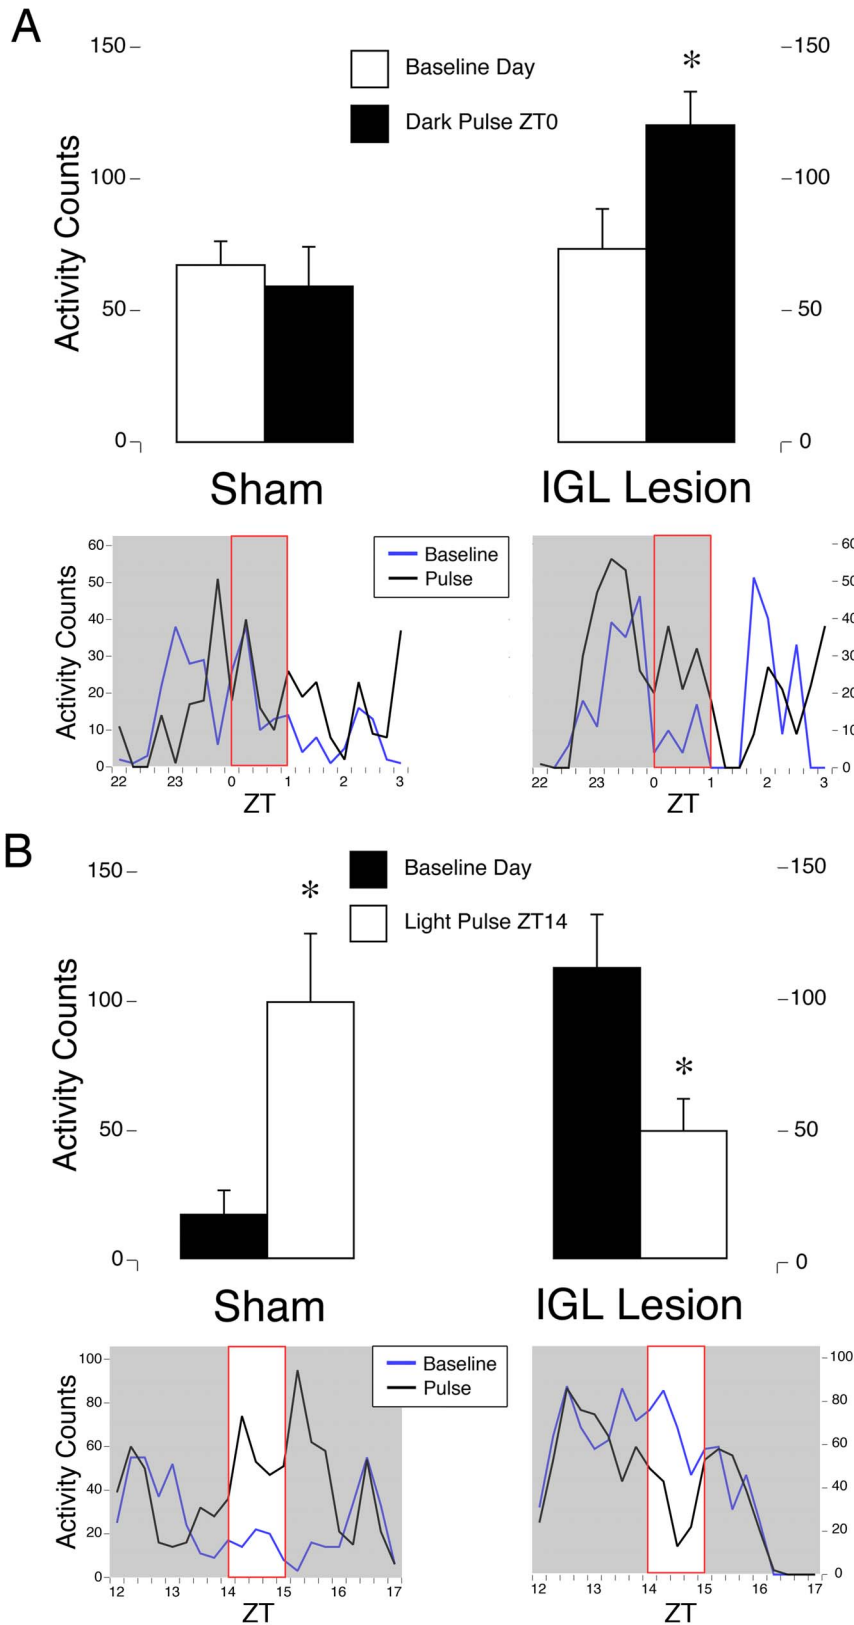 A
150
100
50
0
Activity Counts
Baseline Day
Dark Pulse ZT0
*
150
100
50
0
Sham
IGL Lesion
60
50
40
30
20
10
0
Activity Counts
22 23 0 1 2 3
ZT
Baseline
Pulse
60
50
40
30
20
10
0
22 23 0 1 2 3
ZT
B
150
100
50
0
Activity Counts
*
Baseline Day
Light Pulse ZT14
*
150
100
50
0
Sham
IGL Lesion
100
80
60
40
20
0
Activity Counts
12 13 14 15 16 17
ZT
Baseline
Pulse
100
80
60
40
20
0
12 13 14 15 16 17
ZT